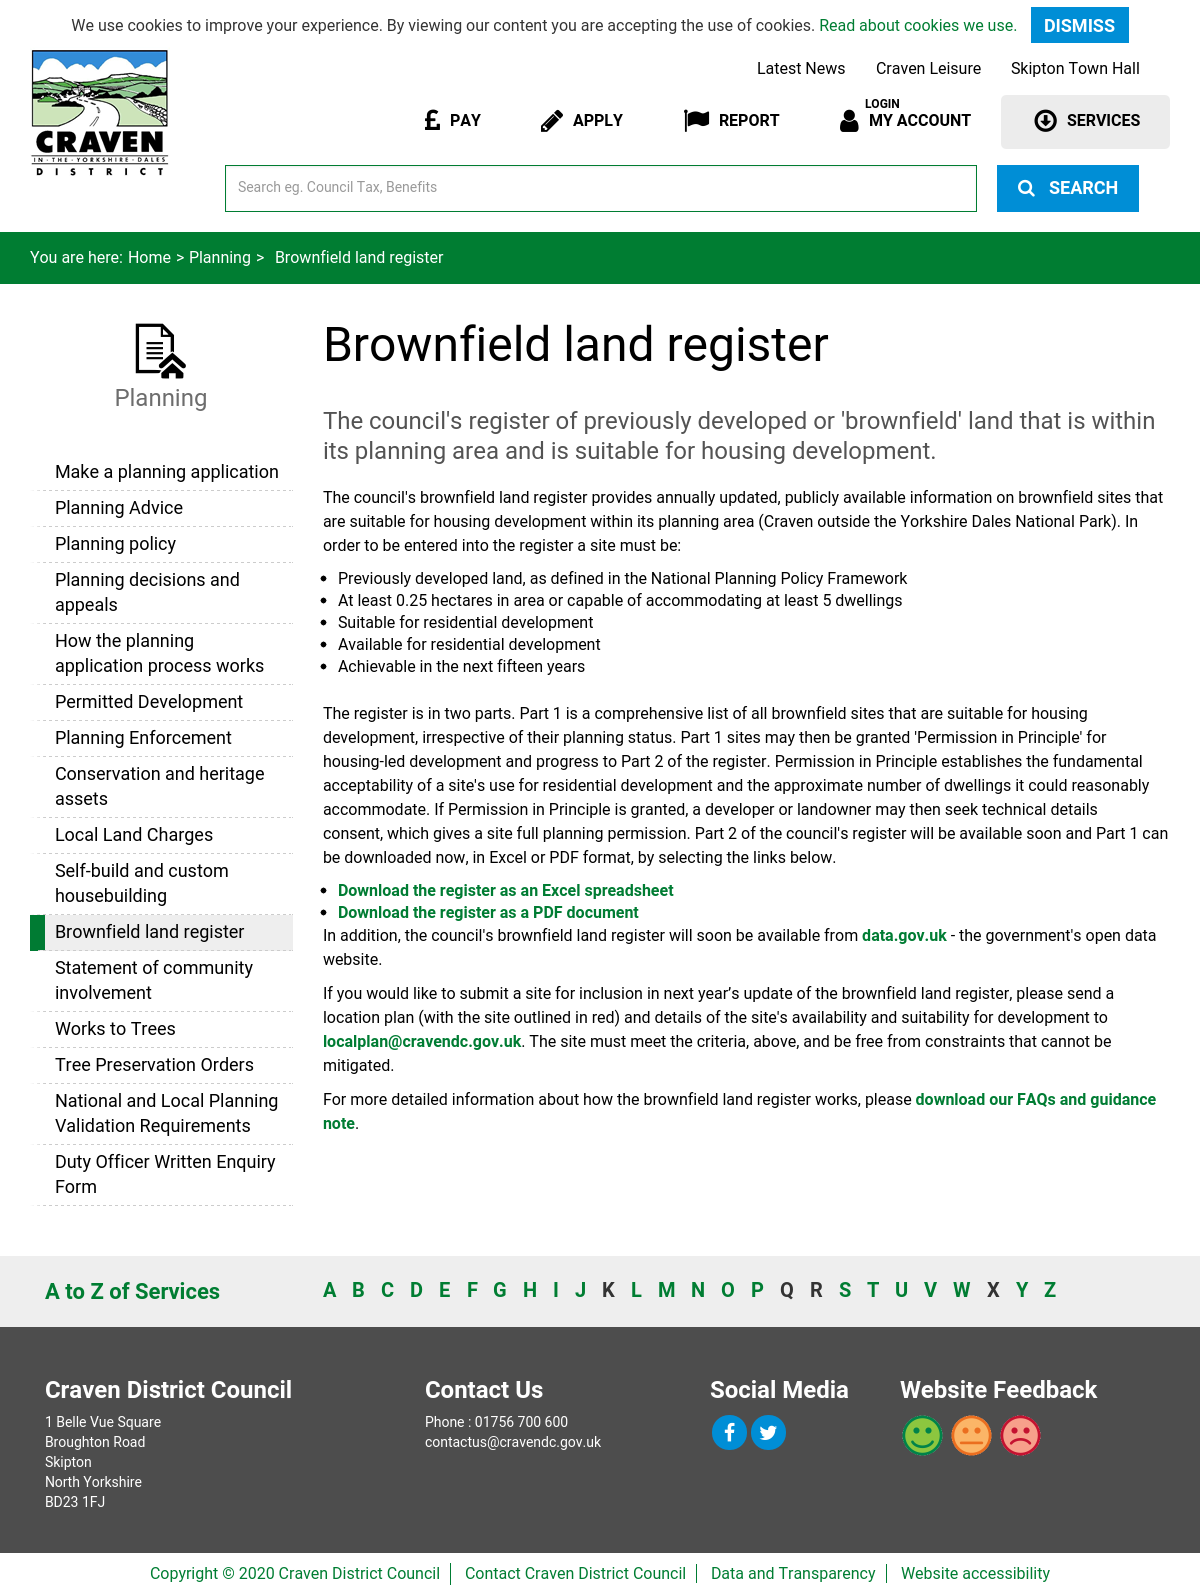 We use cookies to improve your experience. By viewing our content you are accepting the use of cookies. Read about cookies we use. DISMISS
CRAVEN
IN·THE·YORKSHIRE·DALES
DISTRICT
Latest News Craven Leisure Skipton Town Hall
PAY APPLY REPORT LOGIN MY ACCOUNT SERVICES
Search eg. Council Tax, Benefits SEARCH
You are here: Home > Planning > Brownfield land register
Planning
Make a planning application
Planning Advice
Planning policy
Planning decisions and
appeals
How the planning
application process works
Permitted Development
Planning Enforcement
Conservation and heritage
assets
Local Land Charges
Self-build and custom
housebuilding
Brownfield land register
Statement of community
involvement
Works to Trees
Tree Preservation Orders
National and Local Planning
Validation Requirements
Duty Officer Written Enquiry
Form
Brownfield land register
The council's register of previously developed or 'brownfield' land that is within
its planning area and is suitable for housing development.
The council's brownfield land register provides annually updated, publicly available information on brownfield sites that
are suitable for housing development within its planning area (Craven outside the Yorkshire Dales National Park). In
order to be entered into the register a site must be:
• Previously developed land, as defined in the National Planning Policy Framework
• At least 0.25 hectares in area or capable of accommodating at least 5 dwellings
• Suitable for residential development
• Available for residential development
• Achievable in the next fifteen years
The register is in two parts. Part 1 is a comprehensive list of all brownfield sites that are suitable for housing
development, irrespective of their planning status. Part 1 sites may then be granted 'Permission in Principle' for
housing-led development and progress to Part 2 of the register. Permission in Principle establishes the fundamental
acceptability of a site's use for residential development and the approximate number of dwellings it could reasonably
accommodate. If Permission in Principle is granted, a developer or landowner may then seek technical details
consent, which gives a site full planning permission. Part 2 of the council's register will be available soon and Part 1 can
be downloaded now, in Excel or PDF format, by selecting the links below.
• Download the register as an Excel spreadsheet
• Download the register as a PDF document
In addition, the council's brownfield land register will soon be available from data.gov.uk - the government's open data
website.
If you would like to submit a site for inclusion in next year’s update of the brownfield land register, please send a
location plan (with the site outlined in red) and details of the site's availability and suitability for development to
localplan@cravendc.gov.uk. The site must meet the criteria, above, and be free from constraints that cannot be
mitigated.
For more detailed information about how the brownfield land register works, please download our FAQs and guidance
note.
A to Z of Services A B C D E F G H I J K L M N O P Q R S T U V W X Y Z
Craven District Council
1 Belle Vue Square
Broughton Road
Skipton
North Yorkshire
BD23 1FJ
Contact Us
Phone : 01756 700 600
contactus@cravendc.gov.uk
Social Media
Website Feedback
Copyright © 2020 Craven District Council Contact Craven District Council Data and Transparency Website accessibility